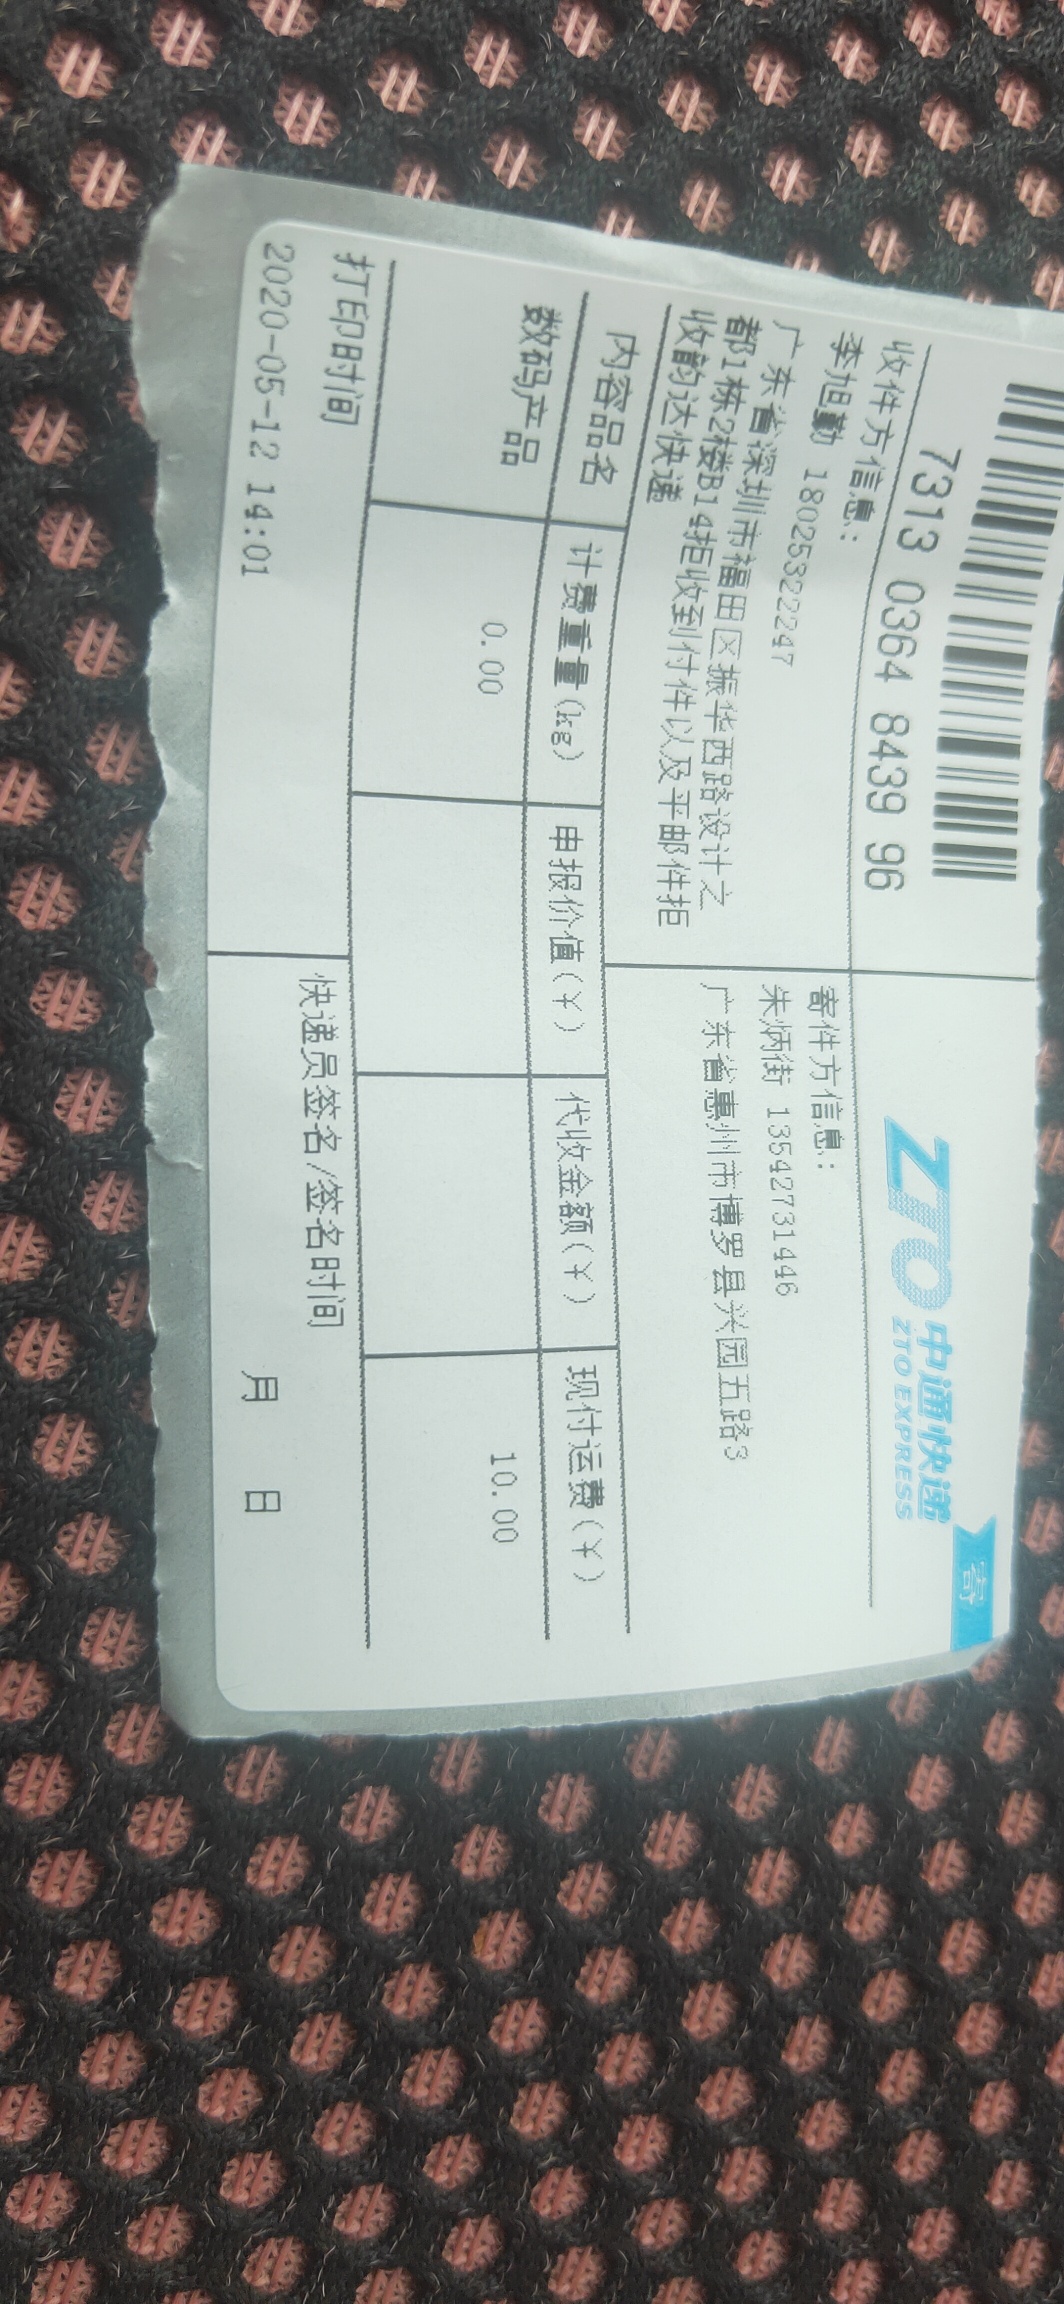 7313 0364 8439 96
ZTO 中通快递
ZTO EXPRESS
寄
收件方信息：
李旭勤 18025322247
广东省深圳市福田区振华西路设计之
都1栋2楼B14拒收到付件以及平邮件拒
收韵达快递
寄件方信息：
朱炳街 13542731446
广东省惠州市博罗县兴园五路3
内容品名 计费重量(kg) 申报价值(￥) 代收金额(￥) 现付运费(￥)
数码产品 0.00 10.00
打印时间
2020-05-12 14:01
快递员签名/签名时间
月 日